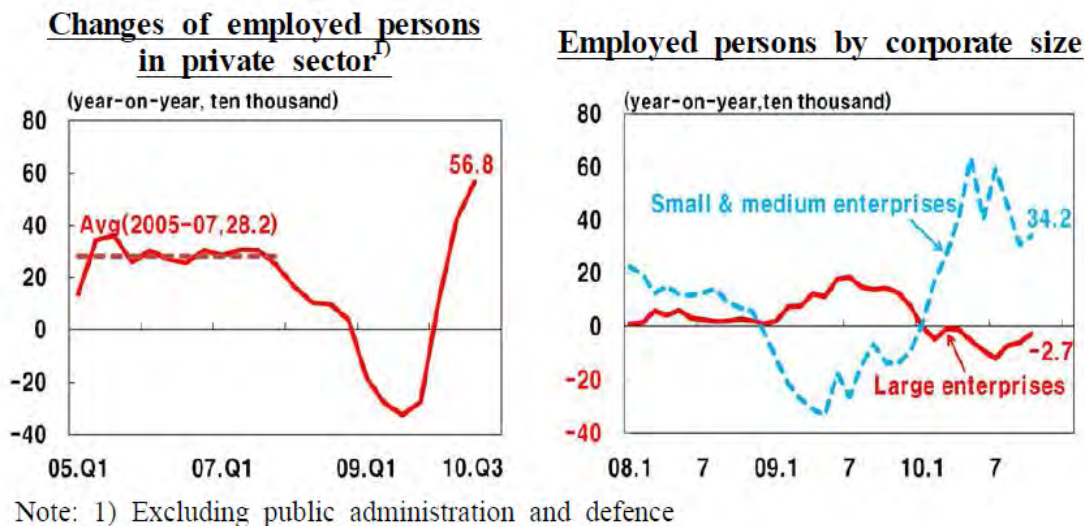 Changes of employed persons
in private sector1)
(year-on-year, ten thousand)
80
60
40
20
0
-20
-40
56.8
Avg(2005-07,28.2)
05.Q1 07.Q1 09.Q1 10.Q3
Employed persons by corporate size
(year-on-year,ten thousand)
80
60
40
20
0
-20
-40
Small & medium enterprises
34.2
-2.7
Large enterprises
08.1 7 09.1 7 10.1 7
Note: 1) Excluding public administration and defence